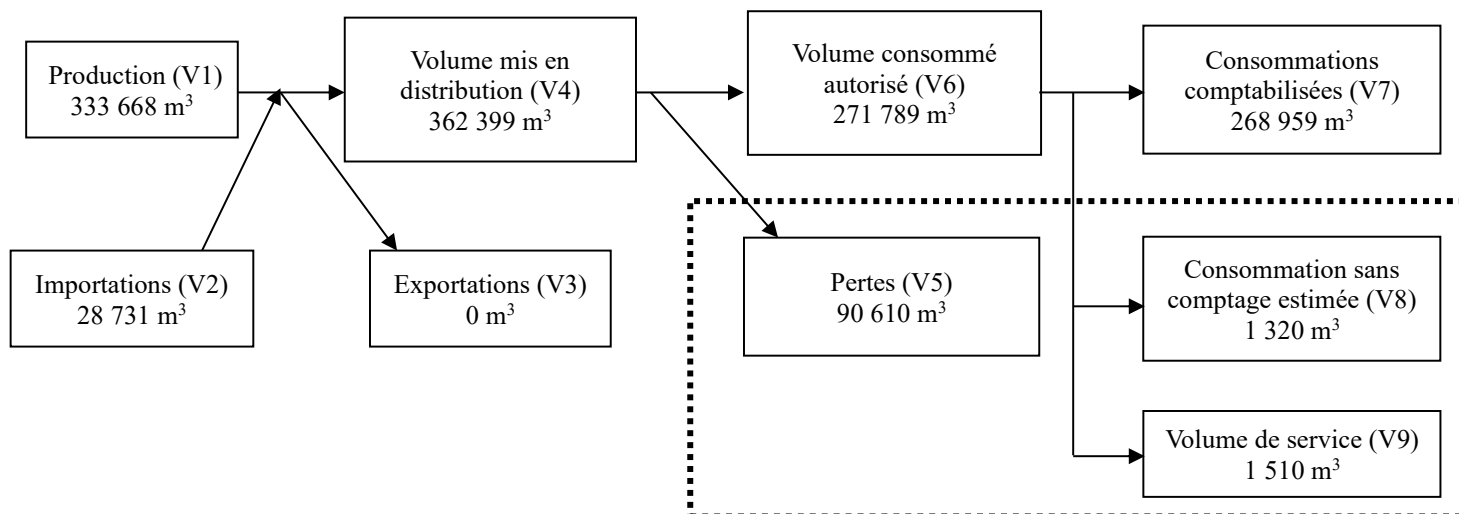 Production (V1)
333 668 m³
Volume mis en
distribution (V4)
362 399 m³
Volume consommé
autorisé (V6)
271 789 m³
Consommations
comptabilisées (V7)
268 959 m³
Importations (V2)
28 731 m³
Exportations (V3)
0 m³
Pertes (V5)
90 610 m³
Consommation sans
comptage estimée (V8)
1 320 m³
Volume de service (V9)
1 510 m³